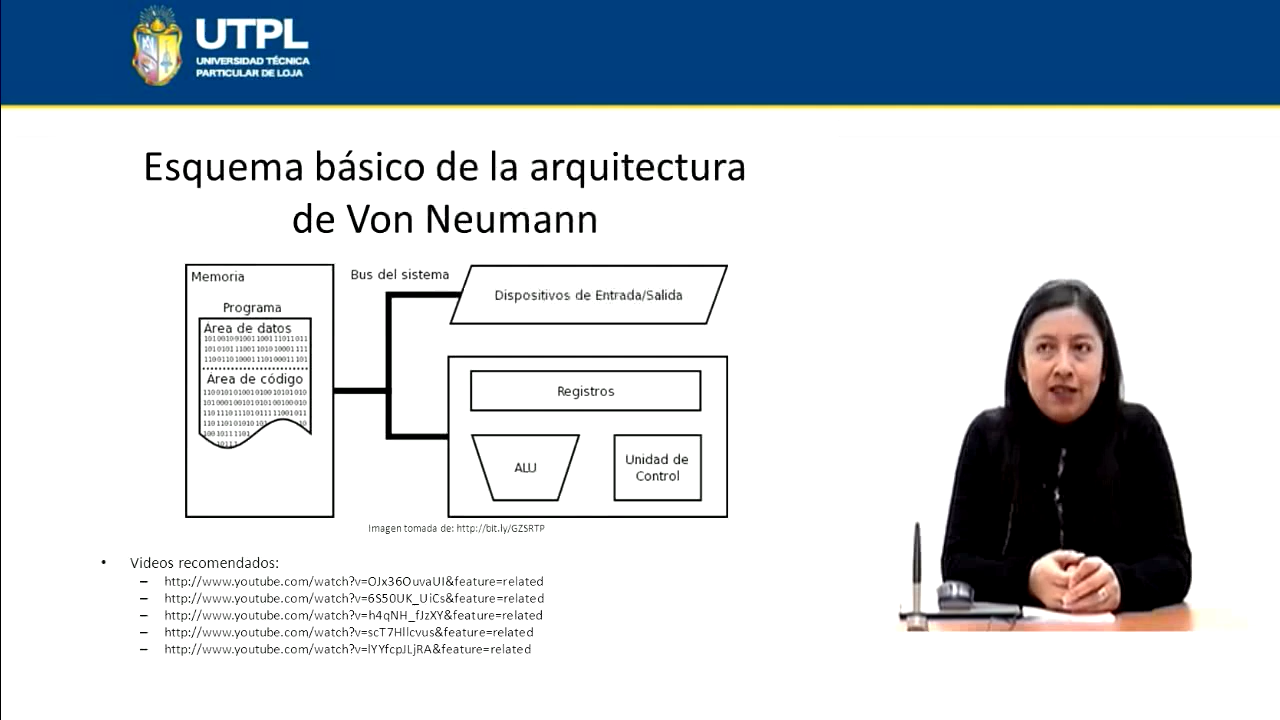 UTPL
UNIVERSIDAD TÉCNICA
PARTICULAR DE LOJA
Esquema básico de la arquitectura
de Von Neumann
Memoria
Bus del sistema
Dispositivos de Entrada/Salida
Programa
Área de datos
Área de código
Registros
ALU
Unidad de
Control
Imagen tomada de: http://bit.ly/GZSRTP
• Videos recomendados:
– http://www.youtube.com/watch?v=OJx36OuvaUI&feature=related
– http://www.youtube.com/watch?v=6S50UK_UiCs&feature=related
– http://www.youtube.com/watch?v=h4qNH_fJzXY&feature=related
– http://www.youtube.com/watch?v=scT7Hllcvus&feature=related
– http://www.youtube.com/watch?v=lYYfcpJLjRA&feature=related